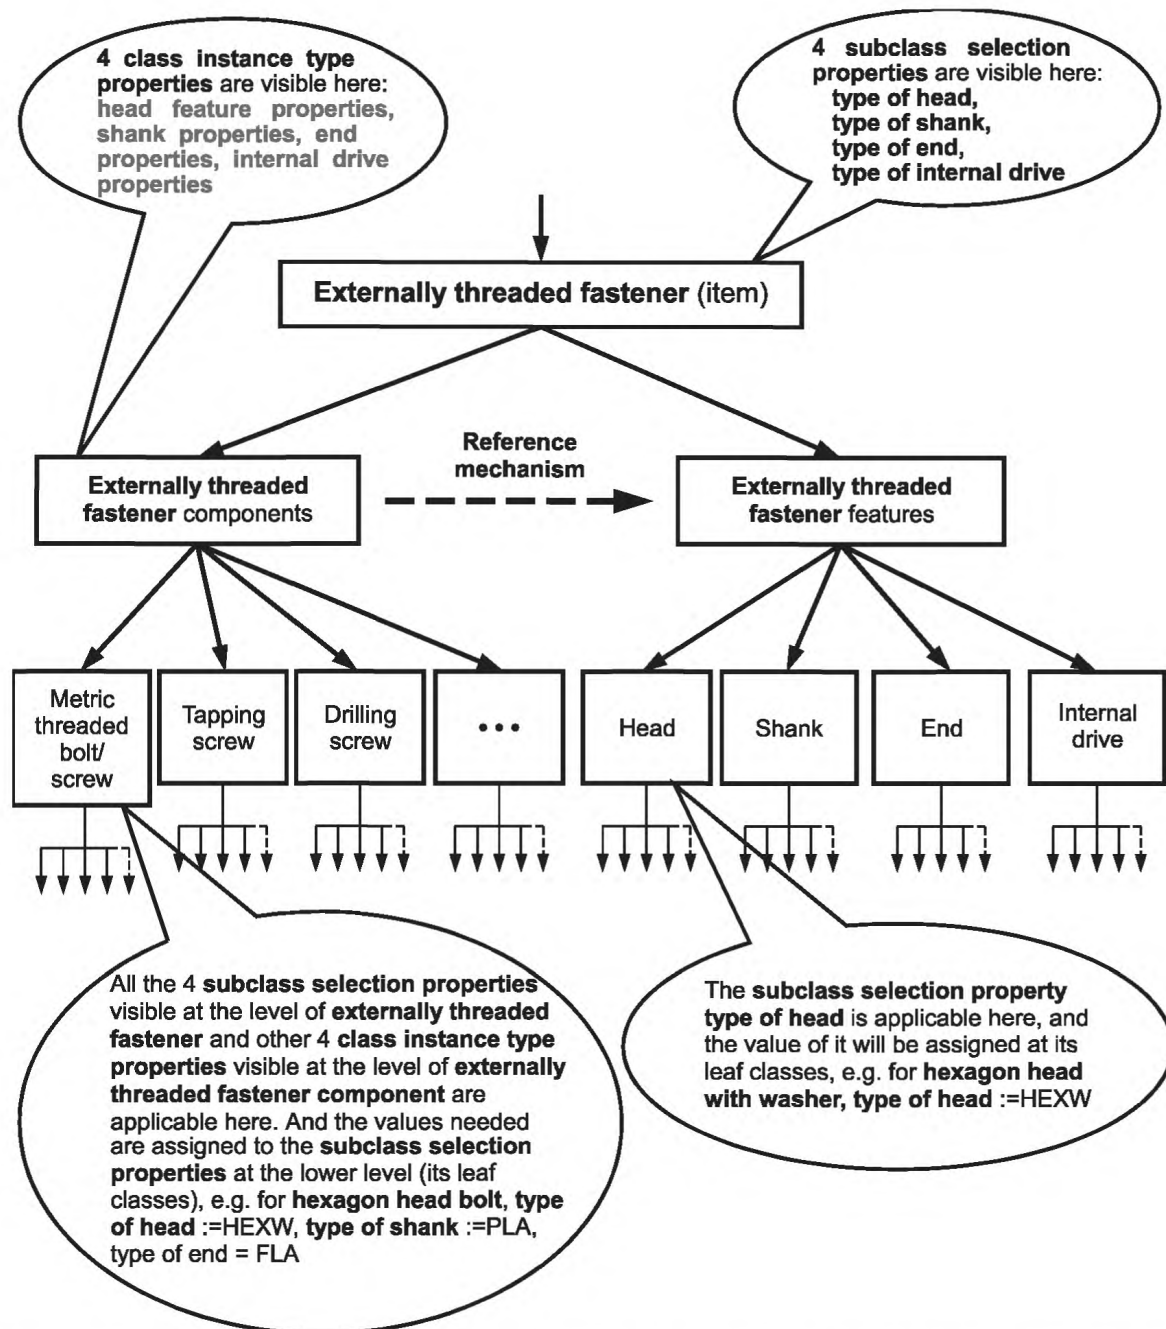 4 class instance type
properties are visible here:
head feature properties,
shank properties, end
properties, internal drive
properties
4 subclass selection
properties are visible here:
type of head,
type of shank,
type of end,
type of internal drive
Externally threaded fastener (item)
Reference
mechanism
Externally threaded
fastener components
Externally threaded
fastener features
Metric
threaded
bolt/
screw
Tapping
screw
Drilling
screw
•••
Head
Shank
End
Internal
drive
All the 4 subclass selection properties
visible at the level of externally threaded
fastener and other 4 class instance type
properties visible at the level of externally
threaded fastener component are
applicable here. And the values needed
are assigned to the subclass selection
properties at the lower level (its leaf
classes), e.g. for hexagon head bolt, type
of head :=HEXW, type of shank :=PLA,
type of end = FLA
The subclass selection property
type of head is applicable here, and
the value of it will be assigned at its
leaf classes, e.g. for hexagon head
with washer, type of head :=HEXW